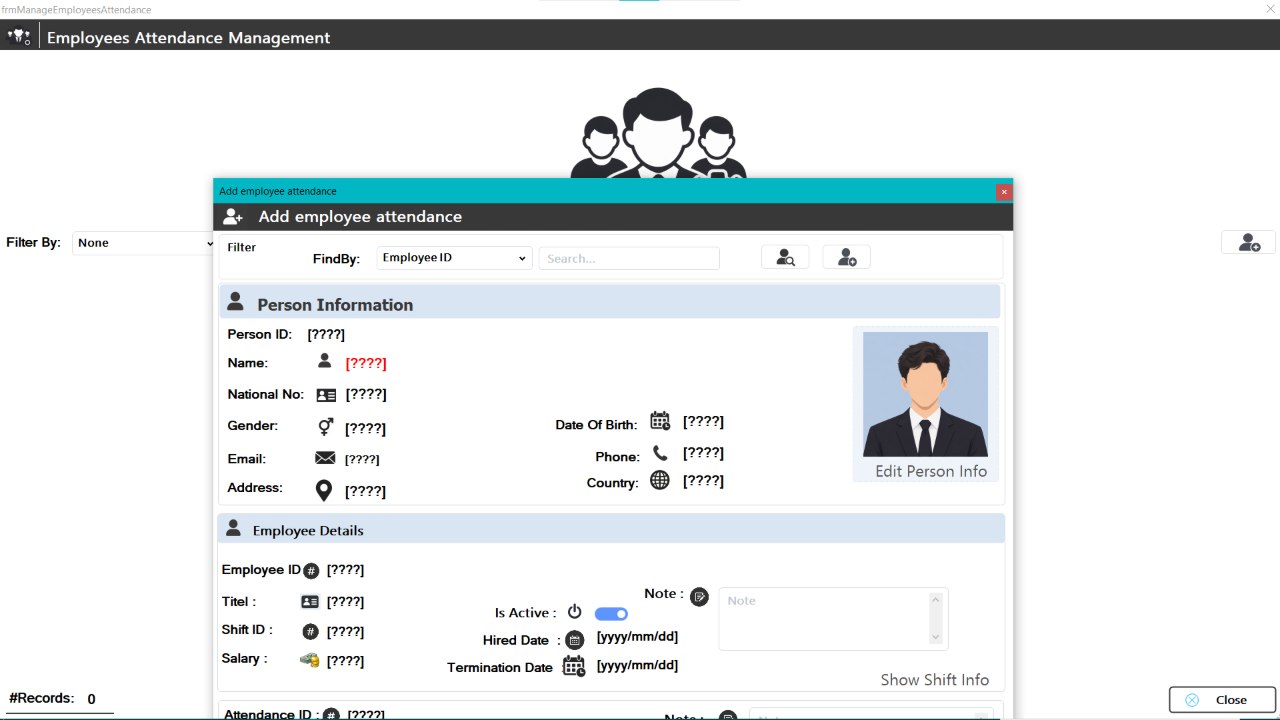 frmManageEmployeesAttendance
Employees Attendance Management
Filter By: None
Add employee attendance
Add employee attendance
Filter
FindBy: Employee ID Search...
Person Information
Person ID: [????]
Name: [????]
National No: [????]
Gender: [????]
Date Of Birth: [????]
Email: [????]
Phone: [????]
Address: [????]
Country: [????]
Edit Person Info
Employee Details
Employee ID # [????]
Titel : [????]
Shift ID : # [????]
Salary : [????]
Is Active :
Hired Date : [yyyy/mm/dd]
Termination Date [yyyy/mm/dd]
Note : Note
Show Shift Info
Attendance ID : # [????]
Note :
#Records: 0
Close